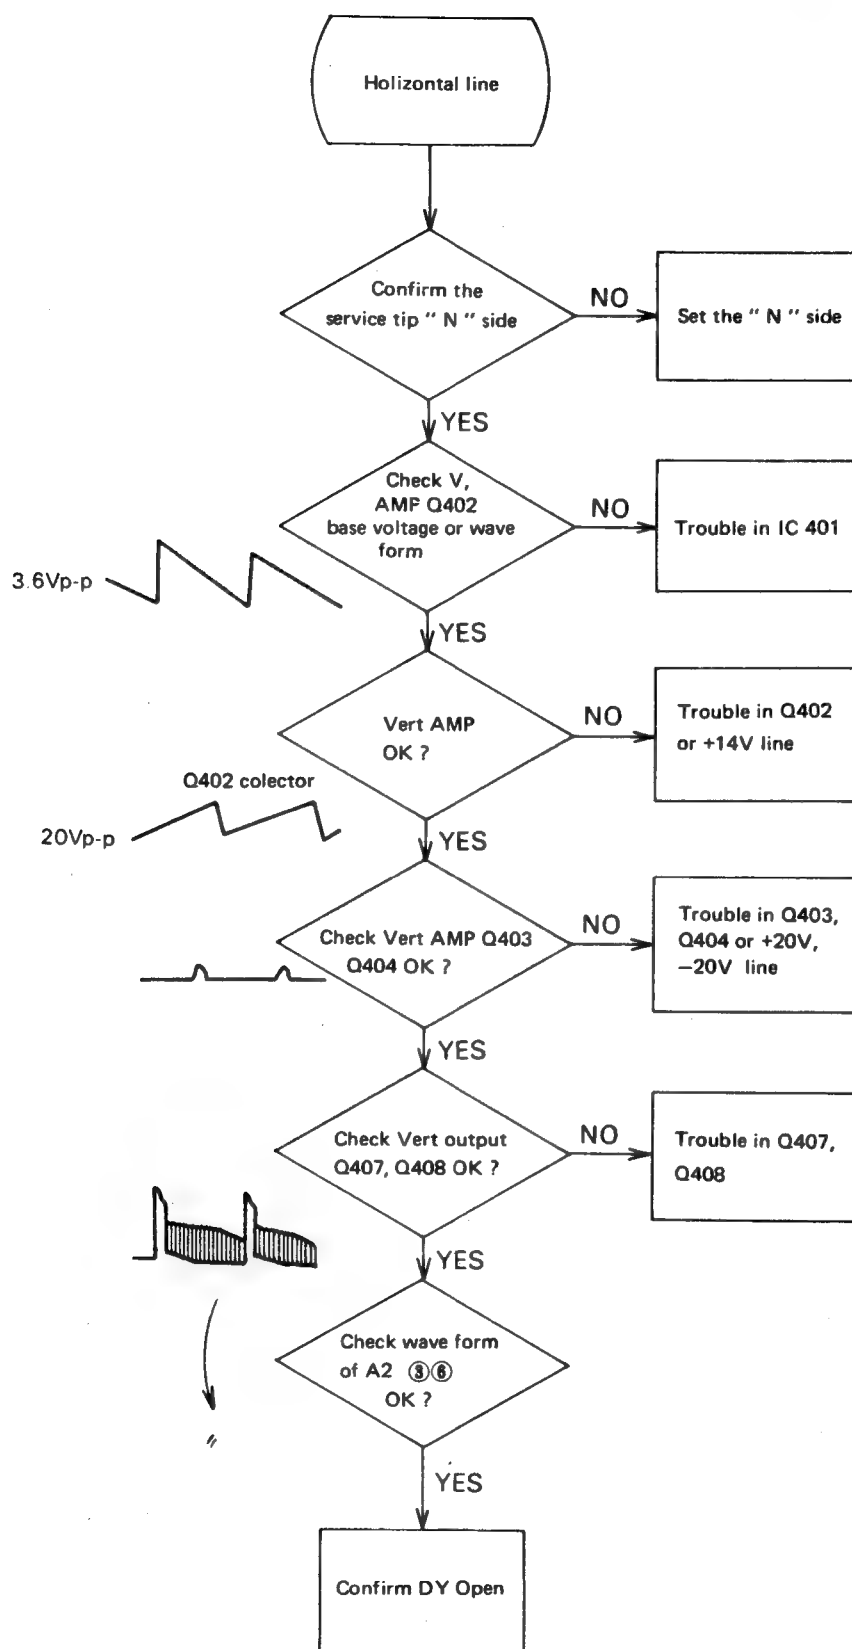 Holizontal line
Confirm the
service tip " N " side
NO
Set the " N " side
YES
Check V,
AMP Q402
base voltage or wave
form
NO
Trouble in IC 401
3.6Vp-p
YES
Vert AMP
OK ?
NO
Trouble in Q402
or +14V line
Q402 colector
20Vp-p
YES
Check Vert AMP Q403
Q404 OK ?
NO
Trouble in Q403,
Q404 or +20V,
−20V line
YES
Check Vert output
Q407, Q408 OK ?
NO
Trouble in Q407,
Q408
YES
Check wave form
of A2 ③⑥
OK ?
〃
YES
Confirm DY Open